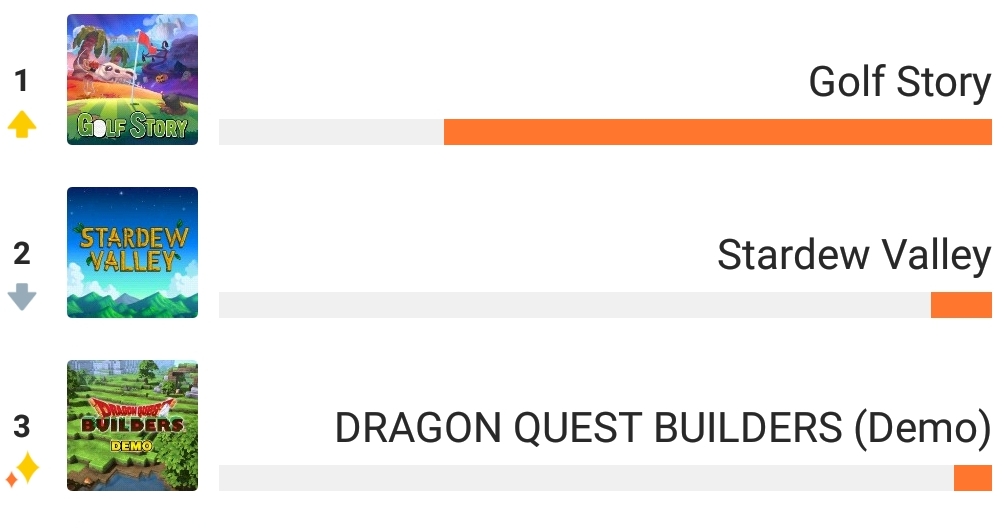 1
GOLF STORY
Golf Story
2
STARDEW
VALLEY
Stardew Valley
3
DRAGON QUEST
BUILDERS
DEMO
DRAGON QUEST BUILDERS (Demo)